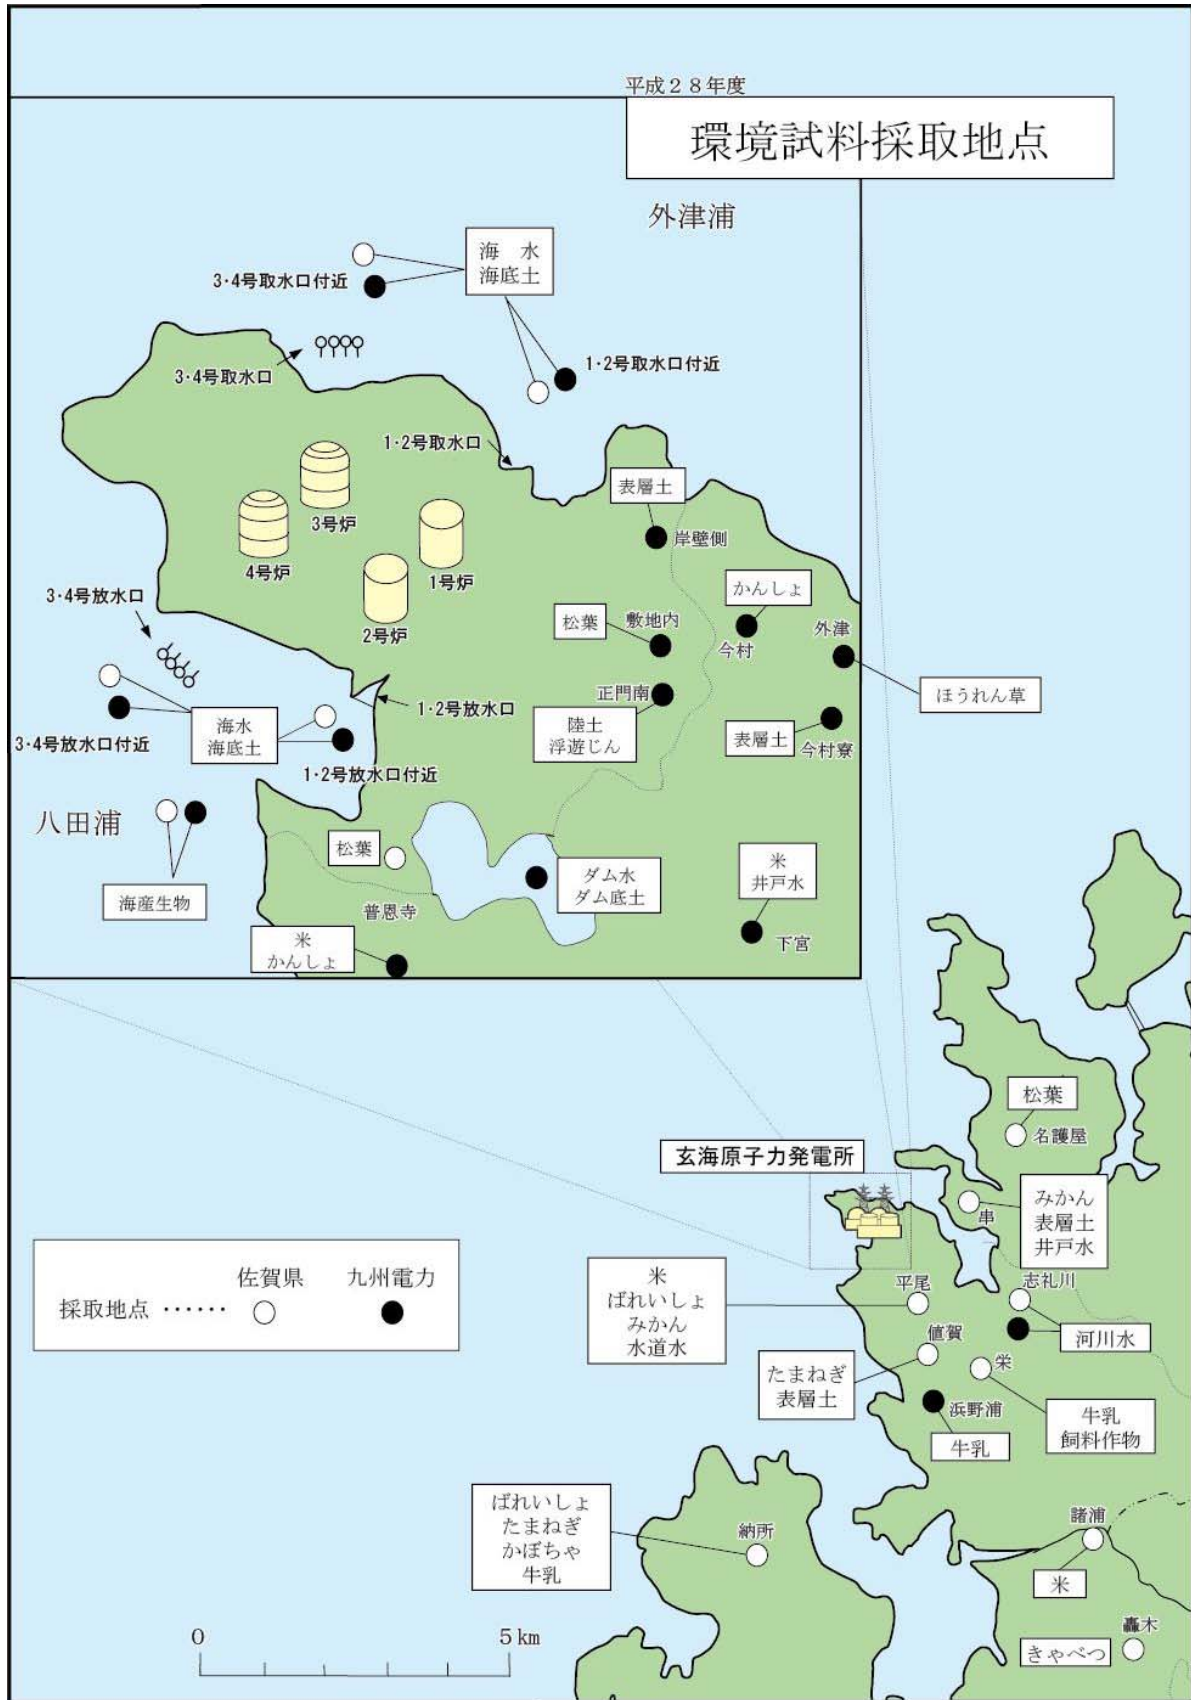 平成２８年度
環境試料採取地点
外津浦
海　水
海底土
3・4号取水口付近
1・2号取水口付近
3・4号取水口
1・2号取水口
表層土
岸壁側
3号炉
4号炉
1号炉
2号炉
かんしょ
今村
松葉
敷地内
外津
ほうれん草
正門南
陸土
浮遊じん
表層土
今村寮
3・4号放水口
1・2号放水口
海水
海底土
3・4号放水口付近
1・2号放水口付近
八田浦
海産生物
松葉
普恩寺
米
かんしょ
ダム水
ダム底土
米
井戸水
下宮
松葉
名護屋
玄海原子力発電所
串
みかん
表層土
井戸水
佐賀県
九州電力
採取地点 ……
米
ばれいしょ
みかん
水道水
平尾
志礼川
河川水
値賀
たまねぎ
表層土
栄
牛乳
飼料作物
浜野浦
牛乳
ばれいしょ
たまねぎ
かぼちゃ
牛乳
納所
諸浦
米
轟木
きゃべつ
0
5 km